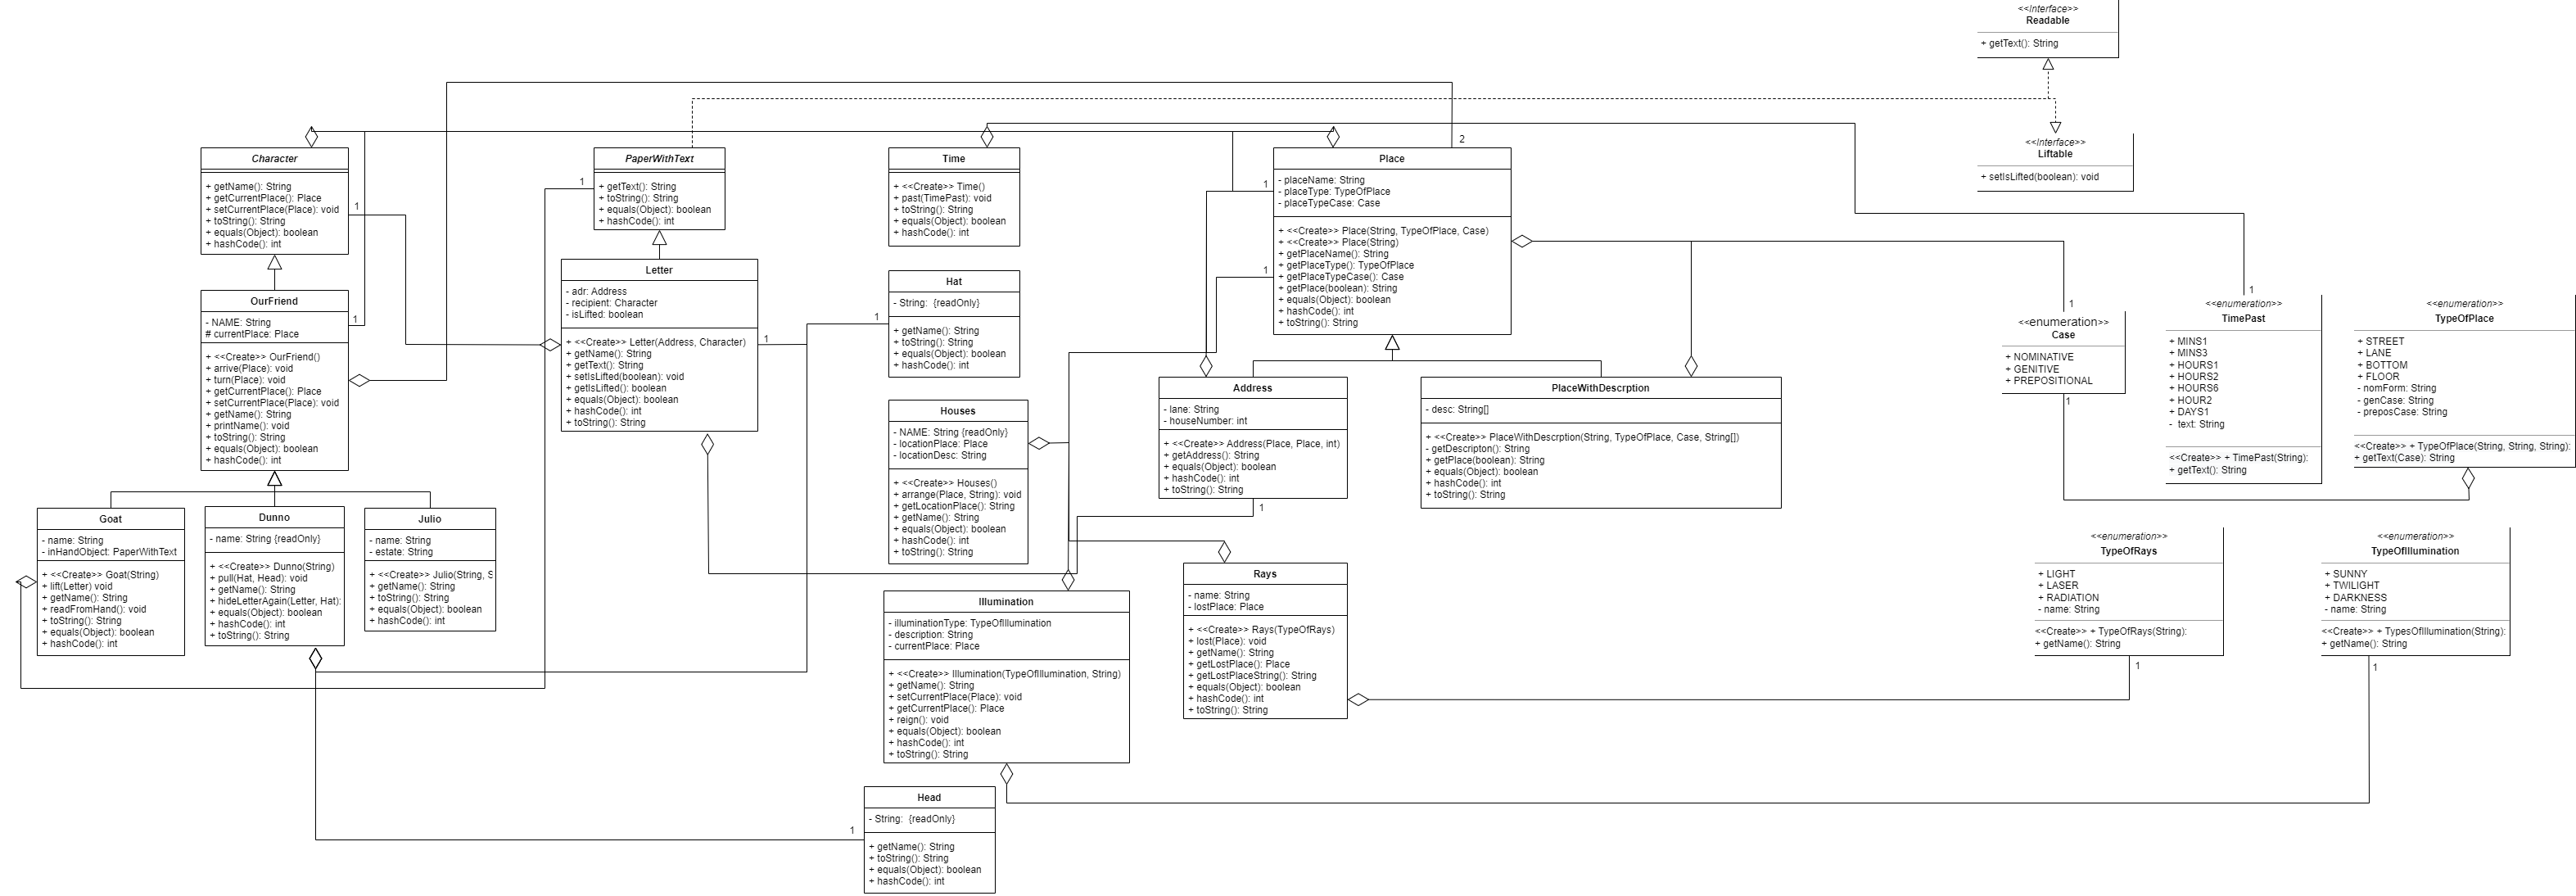 <<Interface>>
Readable
+ getText(): String
<<Interface>>
Liftable
+ setIsLifted(boolean): void
Character
+ getName(): String
+ getCurrentPlace(): Place
+ setCurrentPlace(Place): void
+ toString(): String
+ equals(Object): boolean
+ hashCode(): int
1
PaperWithText
+ getText(): String
+ toString(): String
+ equals(Object): boolean
+ hashCode(): int
1
Time
+ <<Create>> Time()
+ past(TimePast): void
+ toString(): String
+ equals(Object): boolean
+ hashCode(): int
2
Place
- placeName: String
- placeType: TypeOfPlace
- placeTypeCase: Case
+ <<Create>> Place(String, TypeOfPlace, Case)
+ <<Create>> Place(String)
+ getPlaceName(): String
+ getPlaceType(): TypeOfPlace
+ getPlaceTypeCase(): Case
+ getPlace(boolean): String
+ equals(Object): boolean
+ hashCode(): int
+ toString(): String
1
1
OurFriend
- NAME: String
# currentPlace: Place
+ <<Create>> OurFriend()
+ arrive(Place): void
+ turn(Place): void
+ getCurrentPlace(): Place
+ setCurrentPlace(Place): void
+ getName(): String
+ printName(): void
+ toString(): String
+ equals(Object): boolean
+ hashCode(): int
1
Letter
- adr: Address
- recipient: Character
- isLifted: boolean
+ <<Create>> Letter(Address, Character)
+ getName(): String
+ getText(): String
+ setIsLifted(boolean): void
+ getIsLifted(): boolean
+ equals(Object): boolean
+ hashCode(): int
+ toString(): String
1
Hat
- String: {readOnly}
+ getName(): String
+ toString(): String
+ equals(Object): boolean
+ hashCode(): int
1
Houses
- NAME: String {readOnly}
- locationPlace: Place
- locationDesc: String
+ <<Create>> Houses()
+ arrange(Place, String): void
+ getLocationPlace(): String
+ getName(): String
+ equals(Object): boolean
+ hashCode(): int
+ toString(): String
Address
- lane: String
- houseNumber: int
+ <<Create>> Address(Place, Place, int)
+ getAddress(): String
+ equals(Object): boolean
+ hashCode(): int
+ toString(): String
1
PlaceWithDescrption
- desc: String[]
+ <<Create>> PlaceWithDescrption(String, TypeOfPlace, Case, String[])
- getDescripton(): String
+ getPlace(boolean): String
+ equals(Object): boolean
+ hashCode(): int
+ toString(): String
1
<<enumeration>>
Case
+ NOMINATIVE
+ GENITIVE
+ PREPOSITIONAL
1
1
<<enumeration>>
TimePast
+ MINS1
+ MINS3
+ HOURS1
+ HOURS2
+ HOURS6
+ HOUR2
+ DAYS1
- text: String
<<Create>> + TimePast(String):
+ getText(): String
<<enumeration>>
TypeOfPlace
+ STREET
+ LANE
+ BOTTOM
+ FLOOR
- nomForm: String
- genCase: String
- preposCase: String
<<Create>> + TypeOfPlace(String, String, String):
+ getText(Case): String
Goat
- name: String
- inHandObject: PaperWithText
+ <<Create>> Goat(String)
+ lift(Letter) void
+ getName(): String
+ readFromHand(): void
+ toString(): String
+ equals(Object): boolean
+ hashCode(): int
Dunno
- name: String {readOnly}
+ <<Create>> Dunno(String)
+ pull(Hat, Head): void
+ getName(): String
+ hideLetterAgain(Letter, Hat):
+ equals(Object): boolean
+ hashCode(): int
+ toString(): String
Julio
- name: String
- estate: String
+ <<Create>> Julio(String, S
+ getName(): String
+ toString(): String
+ equals(Object): boolean
+ hashCode(): int
Illumination
- illuminationType: TypeOfIllumination
- description: String
- currentPlace: Place
+ <<Create>> Illumination(TypeOfIllumination, String)
+ getName(): String
+ setCurrentPlace(Place): void
+ getCurrentPlace(): Place
+ reign(): void
+ equals(Object): boolean
+ hashCode(): int
+ toString(): String
Rays
- name: String
- lostPlace: Place
+ <<Create>> Rays(TypeOfRays)
+ lost(Place): void
+ getName(): String
+ getLostPlace(): Place
+ getLostPlaceString(): String
+ equals(Object): boolean
+ hashCode(): int
+ toString(): String
<<enumeration>>
TypeOfRays
+ LIGHT
+ LASER
+ RADIATION
- name: String
<<Create>> + TypeOfRays(String):
+ getName(): String
1
<<enumeration>>
TypeOfIllumination
+ SUNNY
+ TWILIGHT
+ DARKNESS
- name: String
<<Create>> + TypesOfIllumination(String):
+ getName(): String
1
Head
- String: {readOnly}
+ getName(): String
+ toString(): String
+ equals(Object): boolean
+ hashCode(): int
1